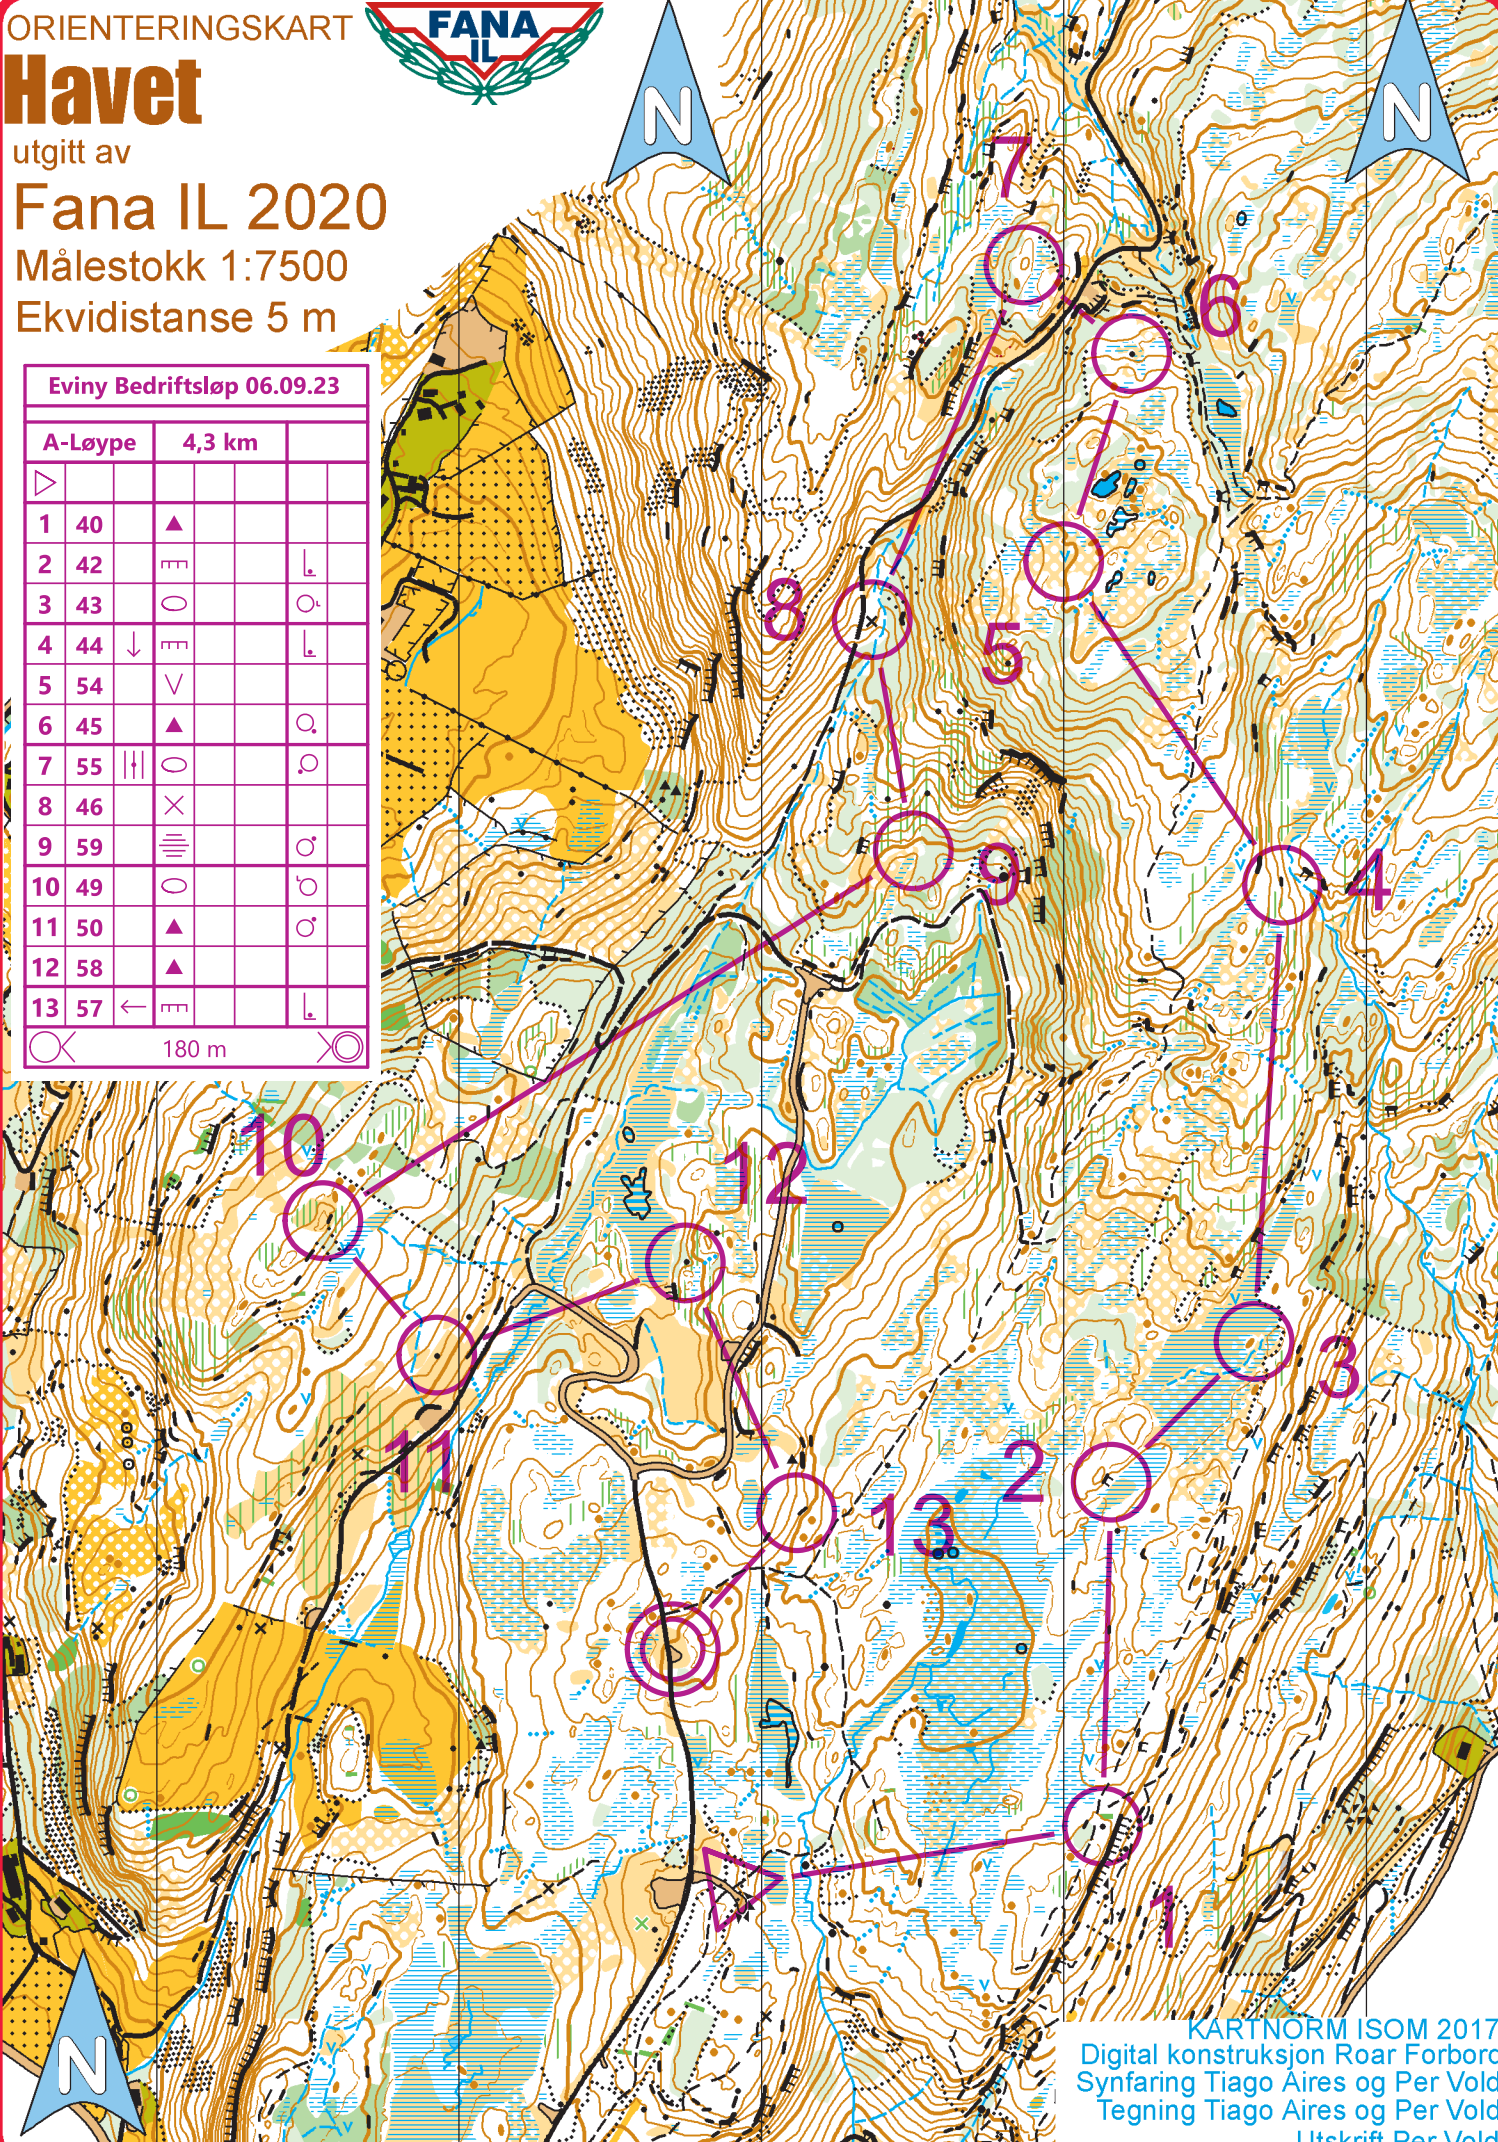 ORIENTERINGSKART
Havet
utgitt av
Fana IL 2020
Målestokk 1:7500
Ekvidistanse 5 m
FANA
IL
N
N
Eviny Bedriftsløp 06.09.23
A-Løype 4,3 km
1 40
2 42
3 43
4 44
5 54
6 45
7 55
8 46
9 59
10 49
11 50
12 58
13 57
180 m
7
6
8
5
9
4
10
12
3
11
2
13
1
N
KARTNORM ISOM 2017
Digital konstruksjon Roar Forbord
Synfaring Tiago Aires og Per Vold
Tegning Tiago Aires og Per Vold
Utskrift Per Vold